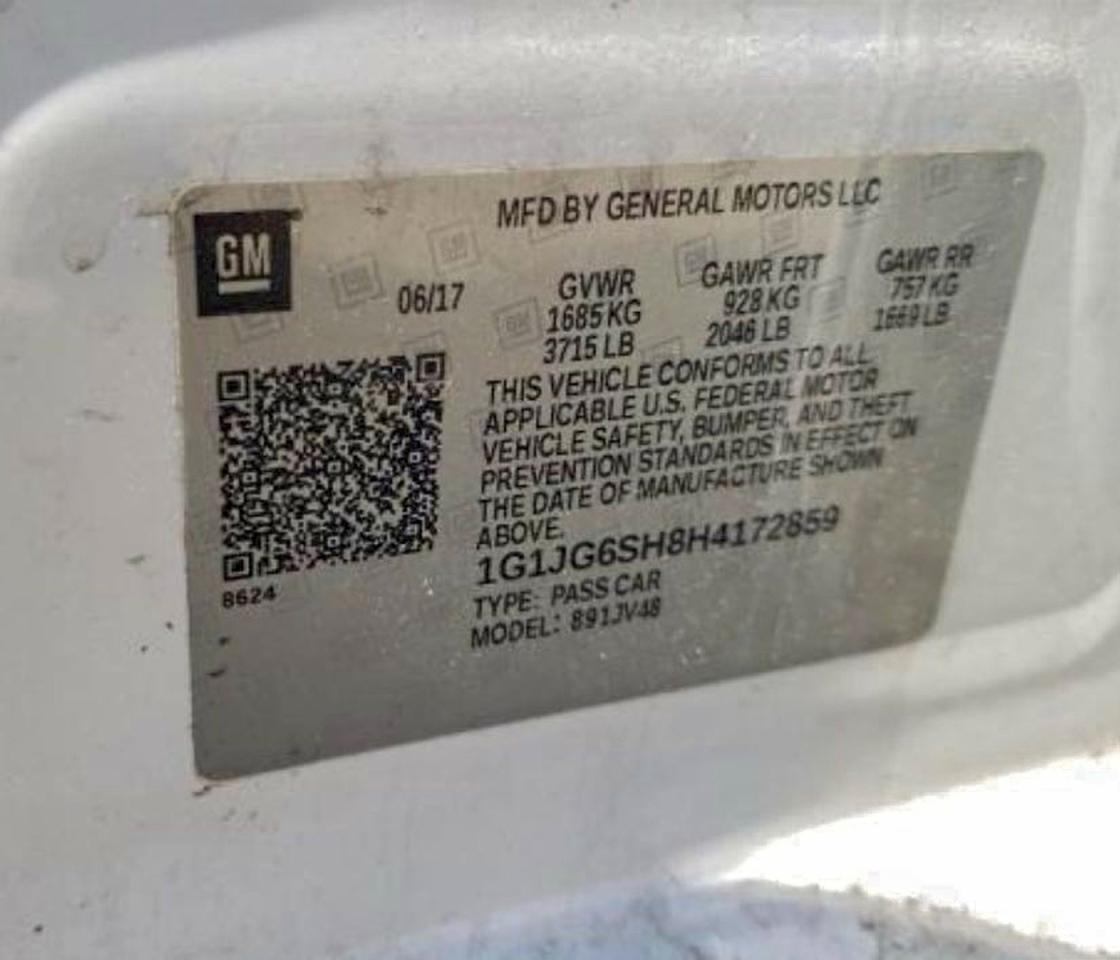 MFD BY GENERAL MOTORS LLC
GM
06/17
GVWR
1685 KG
3715 LB
GAWR FRT
928 KG
2046 LB
GAWR RR
757 KG
1669 LB
THIS VEHICLE CONFORMS TO ALL
APPLICABLE U.S. FEDERAL MOTOR
VEHICLE SAFETY, BUMPER, AND THEFT
PREVENTION STANDARDS IN EFFECT ON
THE DATE OF MANUFACTURE SHOWN
ABOVE.
1G1JG6SH8H4172859
TYPE: PASS CAR
MODEL: 891JV48
8624